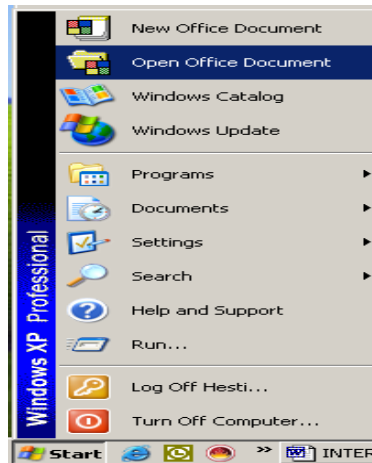 New Office Document
Open Office Document
Windows Catalog
Windows Update
Programs
Documents
Settings
Search
Help and Support
Run...
Log Off Hesti...
Turn Off Computer...
Windows XP Professional
Start
INTER